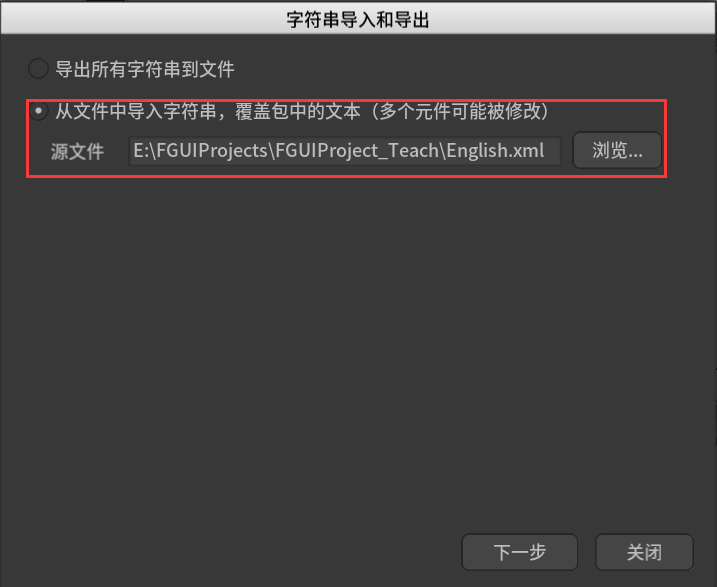 字符串导入和导出
导出所有字符串到文件
从文件中导入字符串，覆盖包中的文本（多个元件可能被修改）
源文件 E:\FGUIProjects\FGUIProject_Teach\English.xml 浏览...
下一步 关闭